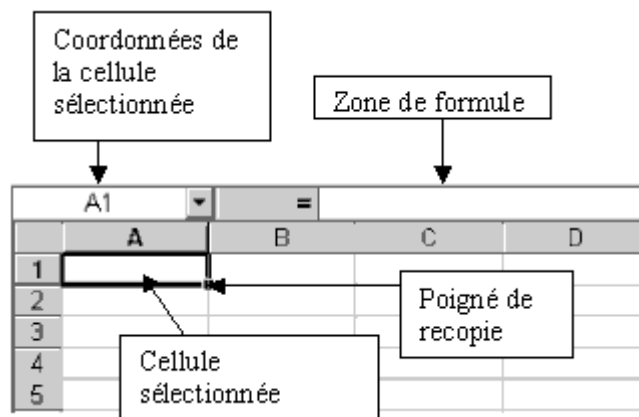 Coordonnées de
la cellule
sélectionnée
Zone de formule
A1 =
A B C D
1
2
3
4
5
Poigné de
recopie
Cellule
sélectionnée